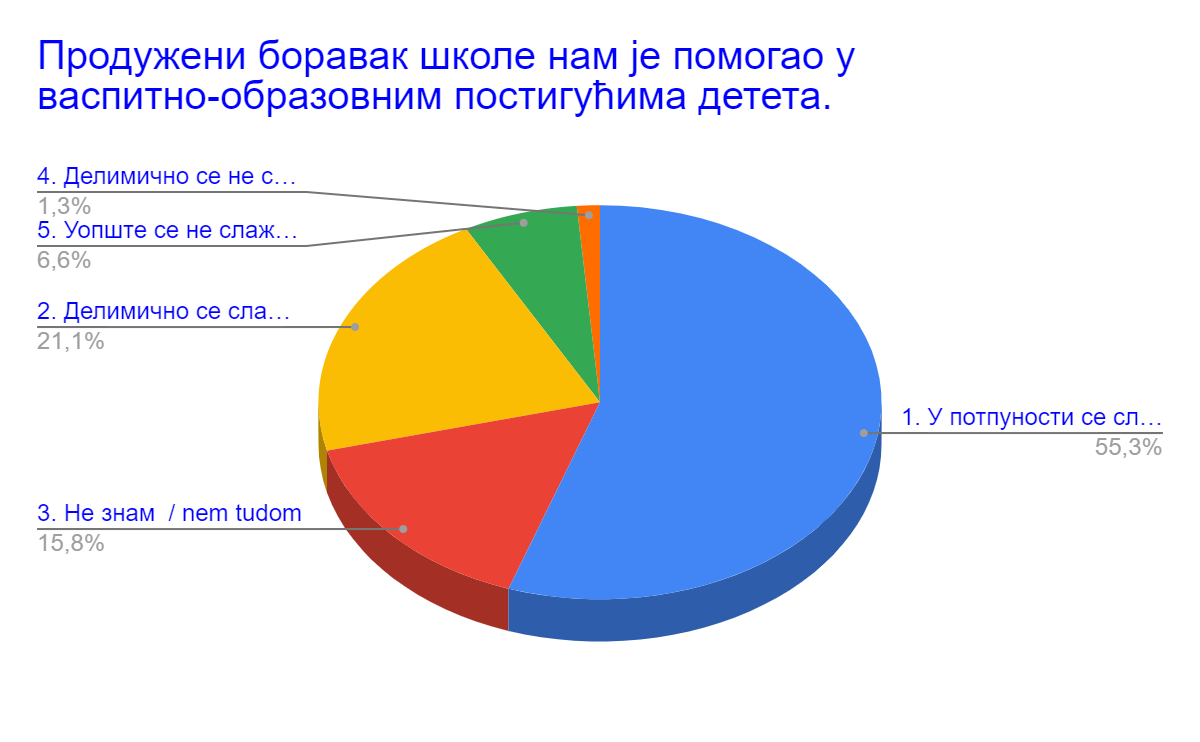 Продужени боравак школе нам је помогао у
васпитно-образовним постигућима детета.
4. Делимично се не с…
1,3%
5. Уопште се не слаж…
6,6%
2. Делимично се сла…
21,1%
1. У потпуности се сл…
55,3%
3. Не знам  / nem tudom
15,8%